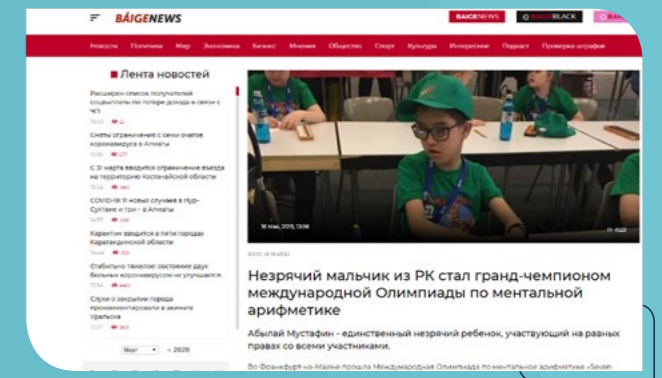 BÁIGENEWS
BAIGENEWS
BAIGEBLACK
Новости Политика Мир Экономика Бизнес Мнения Общество Спорт Культура Интересное Подкаст Проверка штрафов
Лента новостей
Расширен список получателей
соцвыплаты по потере дохода в связи с
ЧП
Сняты ограничения с семи очагов
коронавируса в Алматы
С 31 марта вводится ограничение въезда
на территорию Костанайской области
COVID-19: 11 новых случаев в Нур-
Султане и три - в Алматы
Карантин вводится в пяти городах
Карагандинской области
Стабильно тяжелое: состояние двух
больных коронавирусом не улучшается
Слухи о закрытии города
прокомментировали в акимате
Уральска
Март 2020
16 Мая, 2019, 13:06
Незрячий мальчик из РК стал гранд-чемпионом
международной Олимпиады по ментальной
арифметике
Абылай Мустафин - единственный незрячий ребенок, участвующий на равных
правах со всеми участниками.
Во Франкфурт-на-Майне прошла Международная Олимпиада по ментальной арифметике «Seven